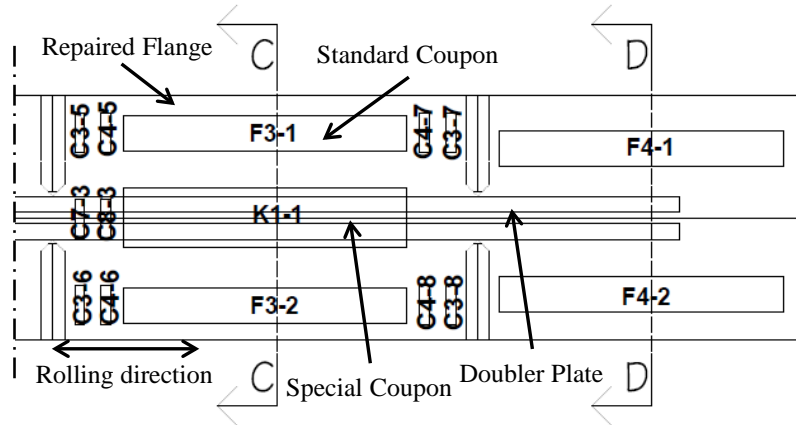 C
D
Repaired Flange
Standard Coupon
C3-5
C4-5
F3-1
C4-7
C3-7
F4-1
C7-3
C8-3
K1-1
C3-6
C4-6
F3-2
C4-8
C3-8
F4-2
Rolling direction
C
Special Coupon
Doubler Plate
D